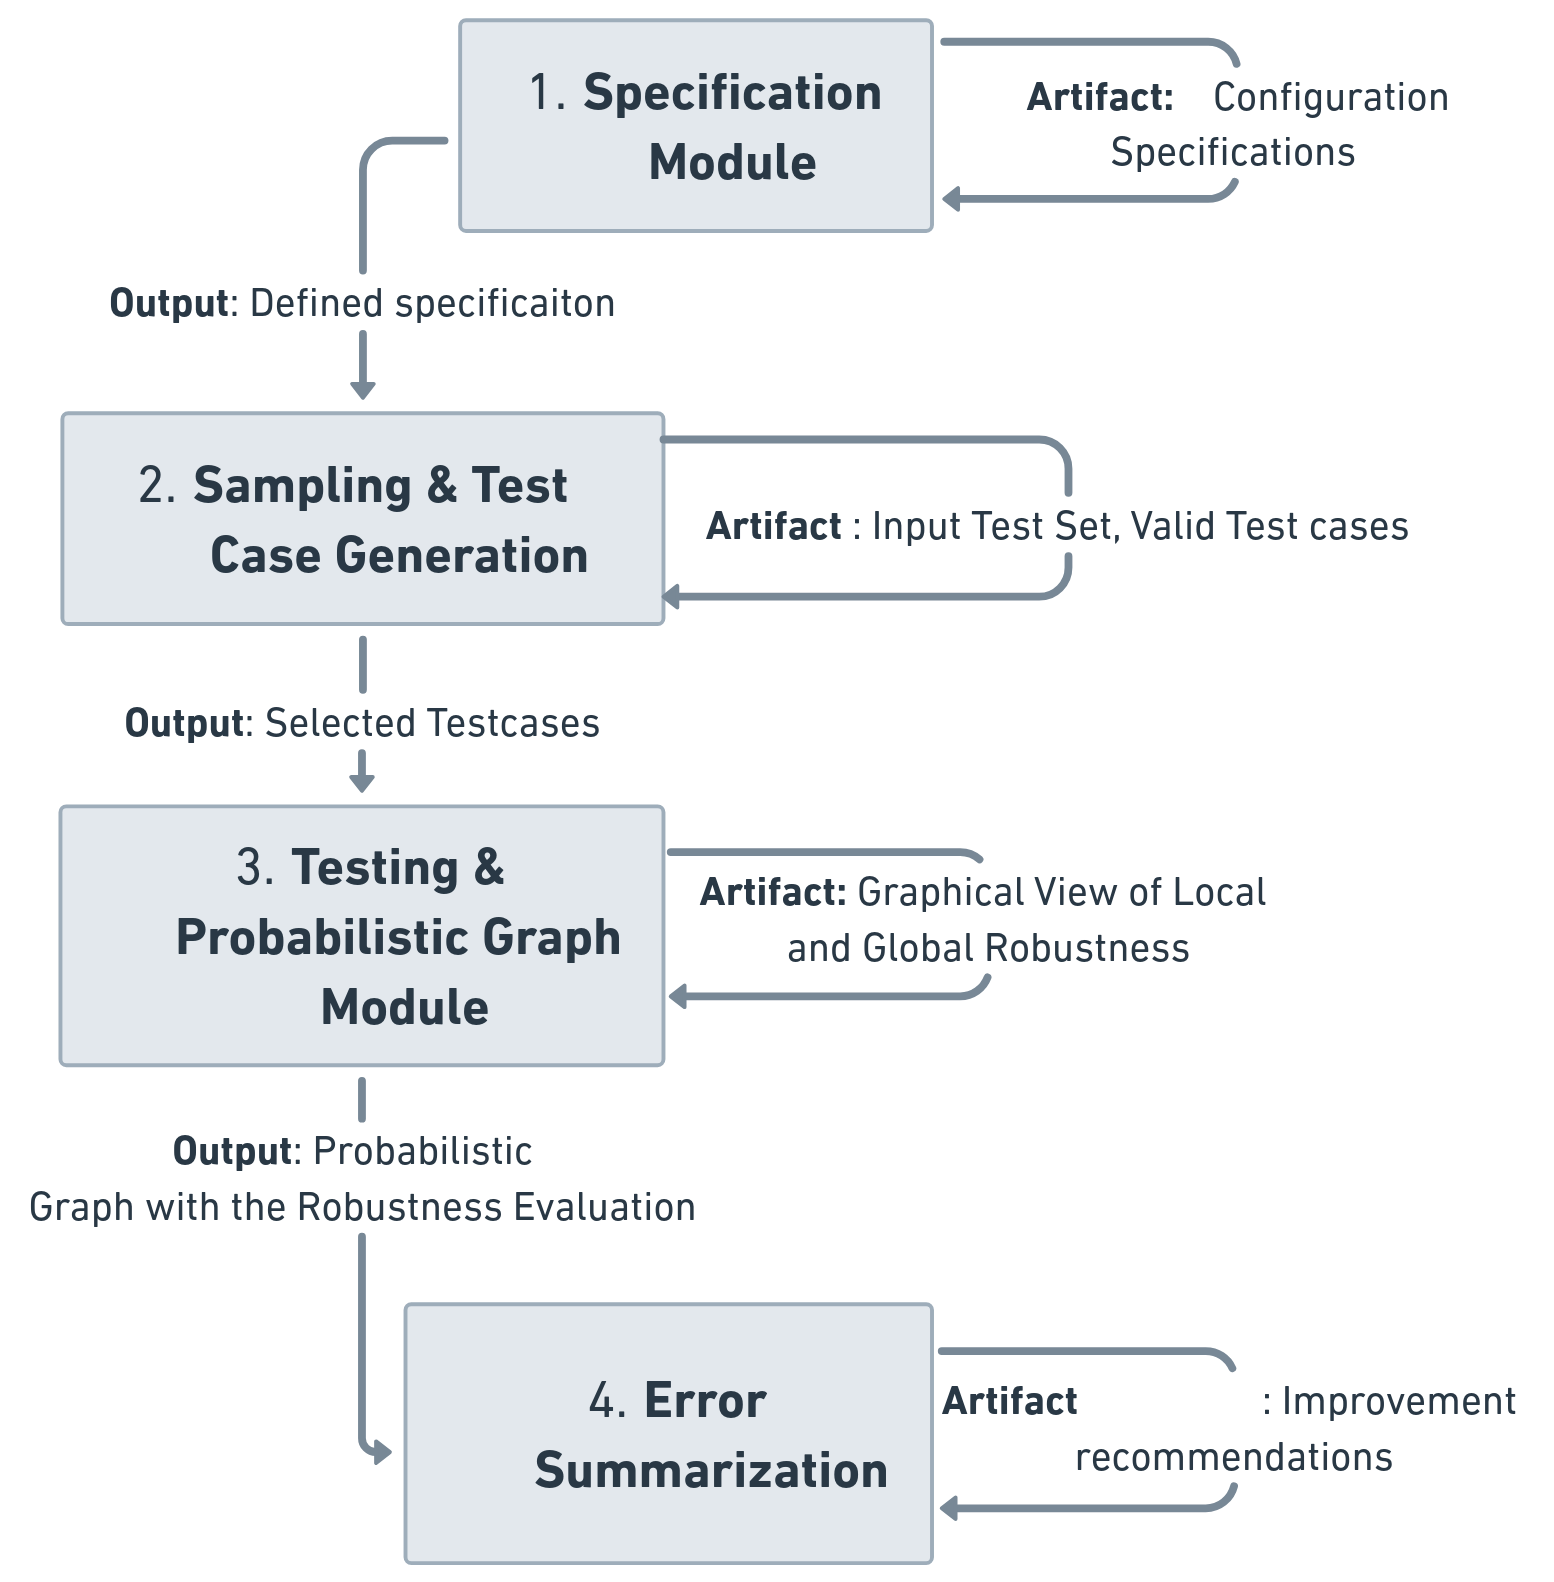 1. Specification
Module
Artifact: Configuration
Specifications
Output: Defined specificaiton
2. Sampling & Test
Case Generation
Artifact : Input Test Set, Valid Test cases
Output: Selected Testcases
3. Testing &
Probabilistic Graph
Module
Artifact: Graphical View of Local
and Global Robustness
Output: Probabilistic
Graph with the Robustness Evaluation
4. Error
Summarization
Artifact : Improvement
recommendations